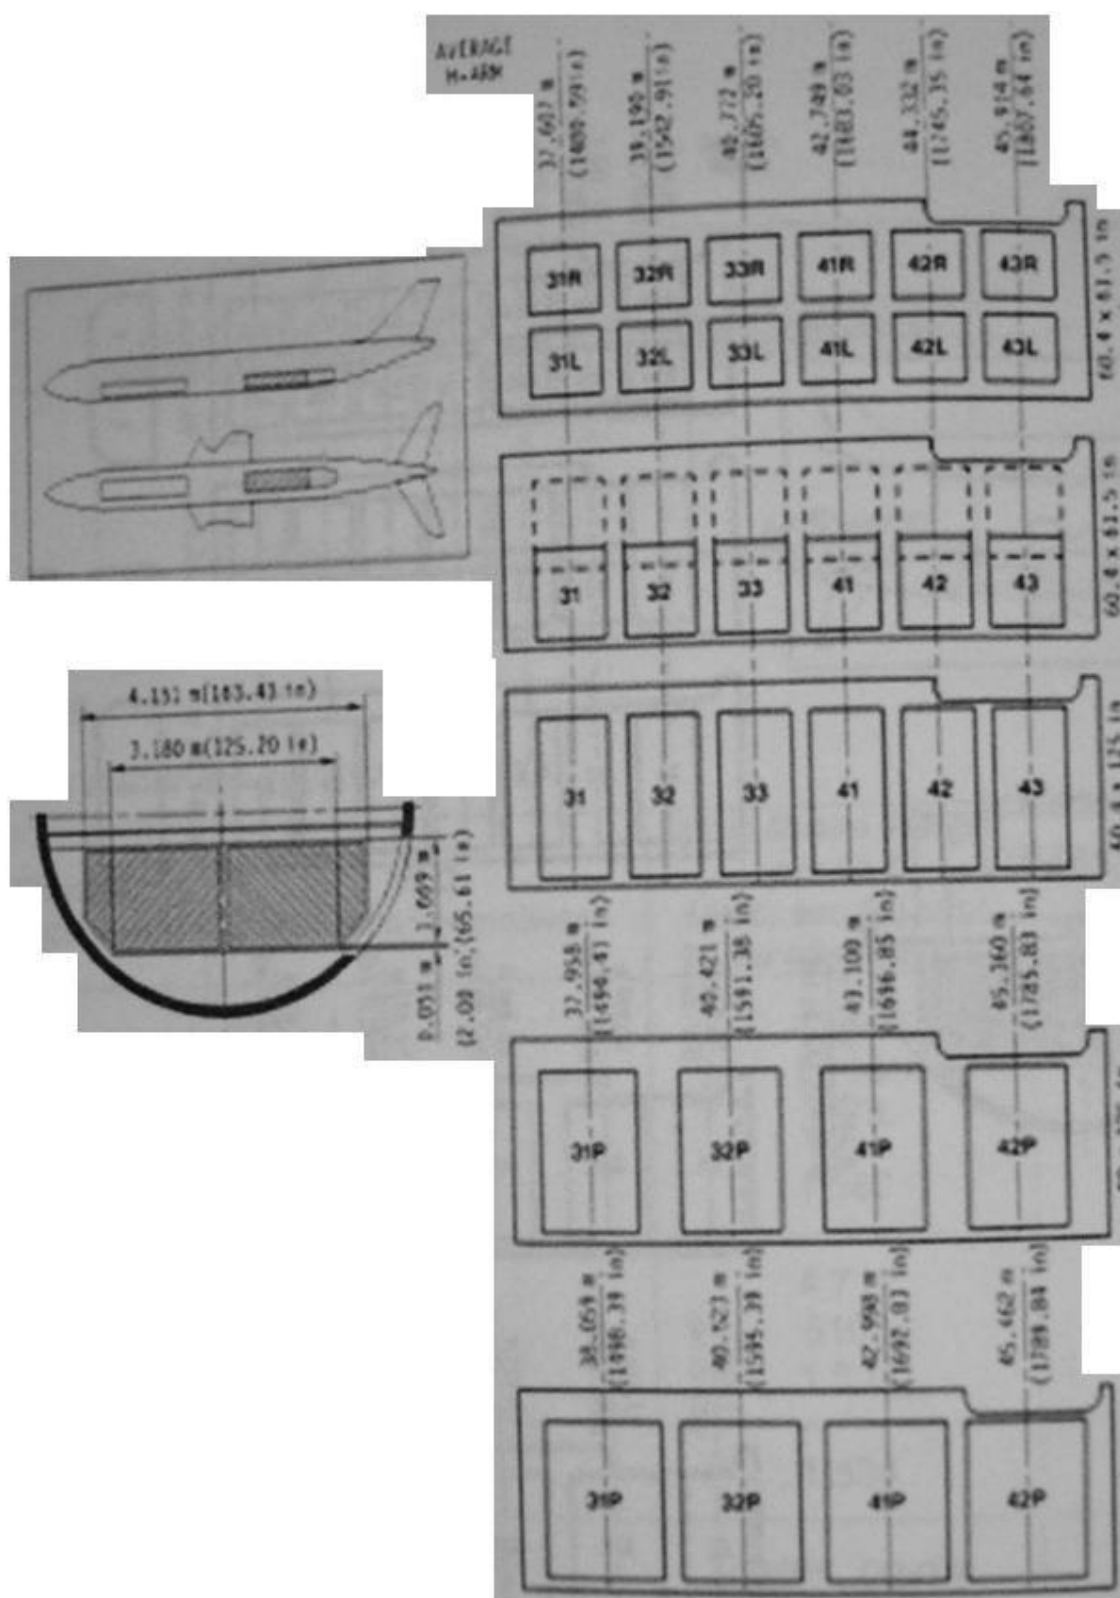 AVERAGE
H-ARM
37.607 m
(1480.59in)
39.190 m
(1542.91in)
40.772 m
(1605.20 in)
42.749 m
(1683.03 in)
44.332 m
(1745.35 in)
45.914 m
(1807.64 in)
31R 32R 33R 41R 42R 43R
31L 32L 33L 41L 42L 43L
60.4 x 61.5 in
31 32 33 41 42 43
60.4 x 61.5 in
4.151 m(163.43 in)
3.180 m(125.20 in)
31 32 33 41 42 43
0.051 m 1.669 m
(2.00 in)(65.61 in)
37.958 m
(1494.41 in)
40.421 m
(1591.38 in)
43.100 m
(1696.85 in)
45.360 m
(1785.83 in)
31P 32P 41P 42P
38.059 m
(1498.39 in)
40.523 m
(1595.39 in)
42.998 m
(1692.83 in)
45.462 m
(1789.84 in)
31P 32P 41P 42P